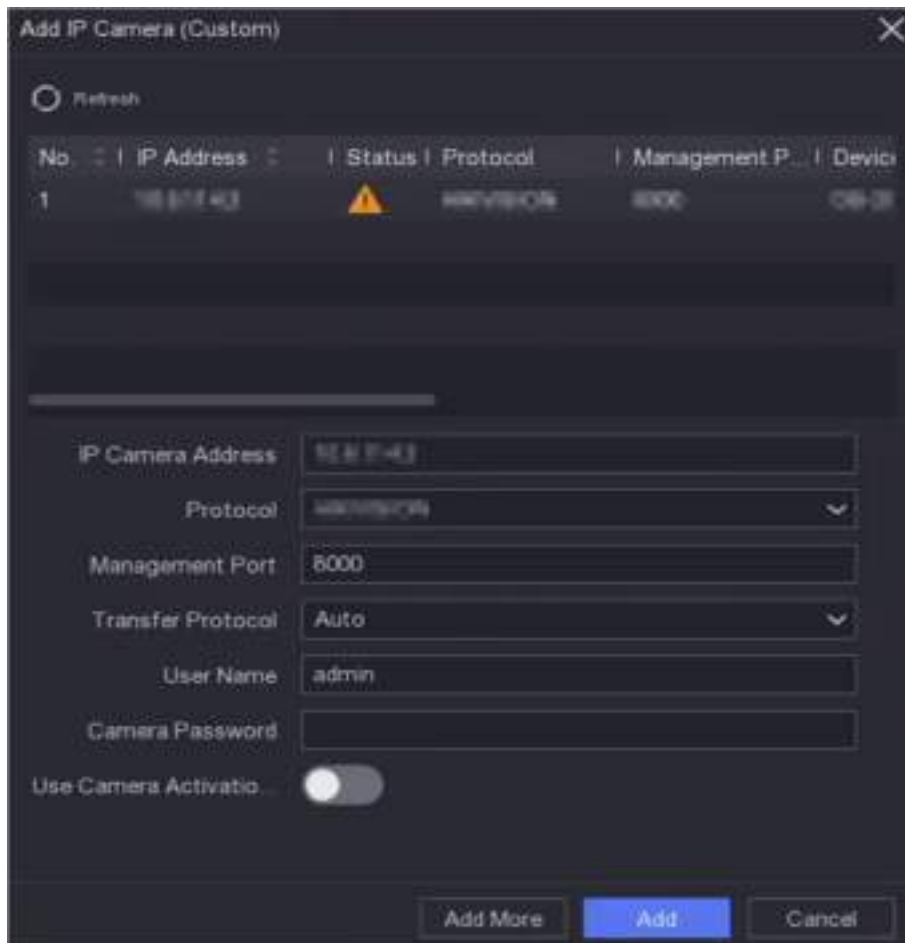 Add IP Camera (Custom)
Refresh
No. IP Address Status Protocol Management P... Device
1
IP Camera Address
Protocol
Management Port 8000
Transfer Protocol Auto
User Name admin
Camera Password
Use Camera Activatio...
Add More Add Cancel